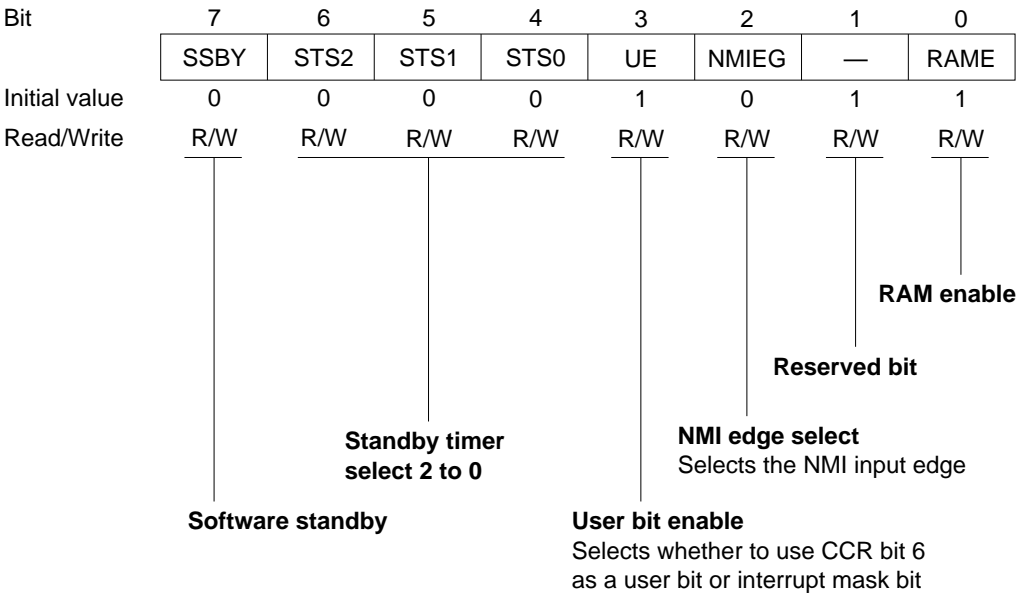 Bit 7 6 5 4 3 2 1 0
SSBY STS2 STS1 STS0 UE NMIEG — RAME
Initial value 0 0 0 0 1 0 1 1
Read/Write R/W R/W R/W R/W R/W R/W R/W R/W
RAM enable
Reserved bit
Standby timer
select 2 to 0
NMI edge select
Selects the NMI input edge
Software standby
User bit enable
Selects whether to use CCR bit 6
as a user bit or interrupt mask bit